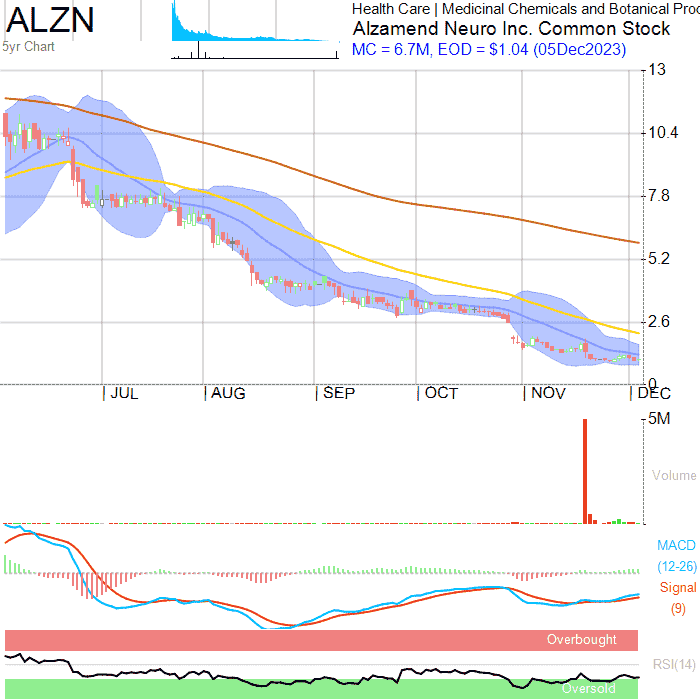 ALZN
5yr Chart
Health Care | Medicinal Chemicals and Botanical Proc
Alzamend Neuro Inc. Common Stock
MC = 6.7M, EOD = $1.04 (05Dec2023)
13
10.4
7.8
5.2
2.6
0
JUL AUG SEP OCT NOV DEC
5M
Volume
MACD
(12-26)
Signal
(9)
Overbought
RSI(14)
Oversold